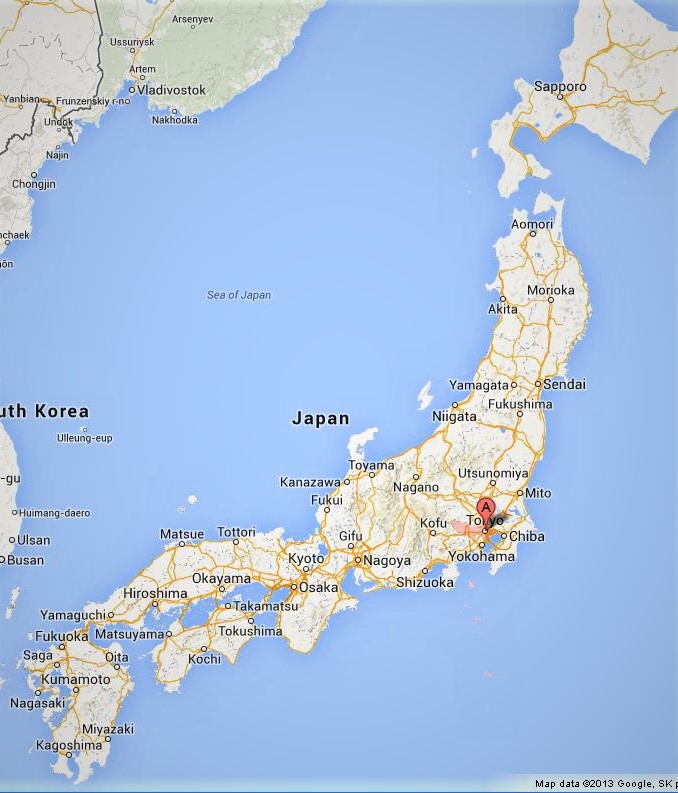 Arsenyev
Ussuriysk
Artem
Vladivostok
Yanbian
Frunzenskiy r-no
Nakhodka
Undok
Najin
Chongjin
nchaek
Sapporo
Aomori
Sea of Japan
Morioka
Akita
Yamagata
Sendai
uth Korea
Japan
Niigata
Fukushima
Ulleung-eup
Toyama
Utsunomiya
Kanazawa
Nagano
Mito
-gu
Fukui
A
Huimang-daero
Kofu
Tokyo
Matsue
Tottori
Gifu
Chiba
Ulsan
Busan
Kyoto
Nagoya
Yokohama
Okayama
Osaka
Shizuoka
Hiroshima
Takamatsu
Yamaguchi
Fukuoka
Matsuyama
Tokushima
Saga
Oita
Kochi
Kumamoto
Nagasaki
Miyazaki
Kagoshima
Map data ©2013 Google, SK p